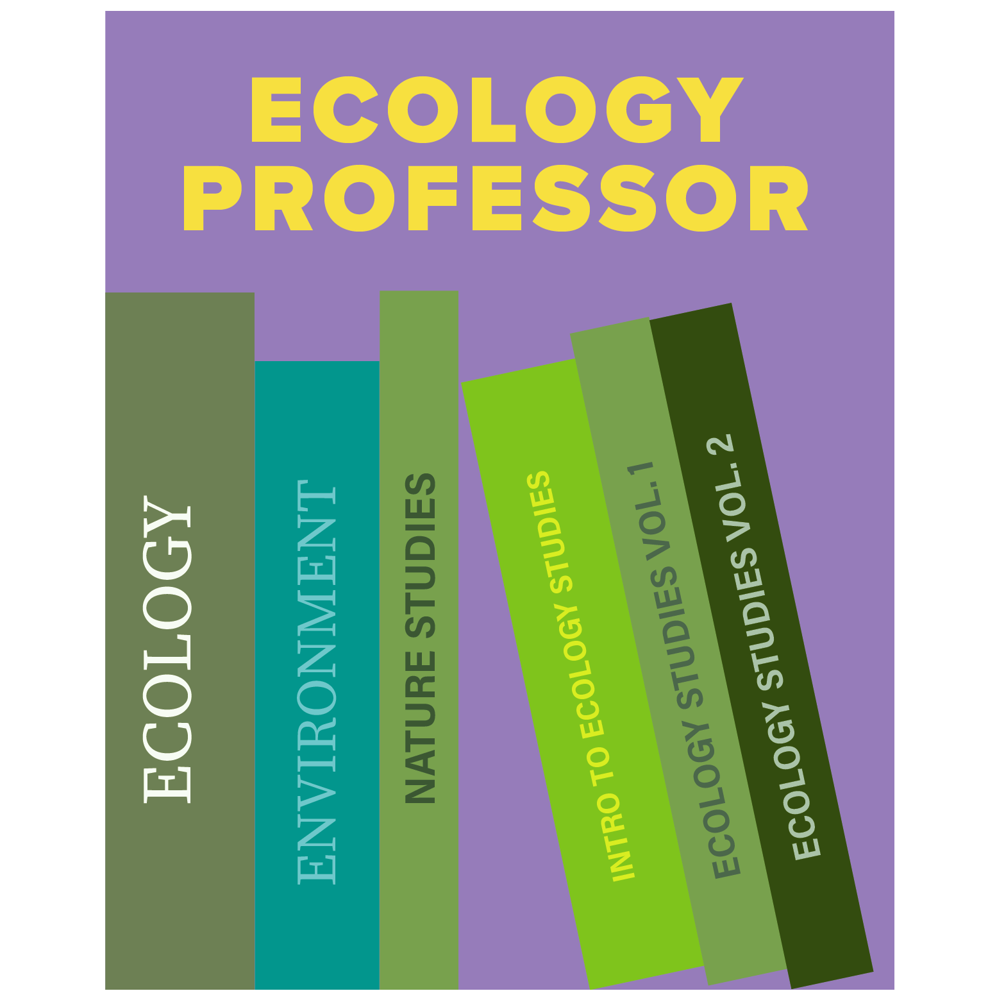 ECOLOGY
PROFESSOR
ECOLOGY
ENVIRONMENT
NATURE STUDIES
INTRO TO ECOLOGY STUDIES
ECOLOGY STUDIES VOL. 1
ECOLOGY STUDIES VOL. 2